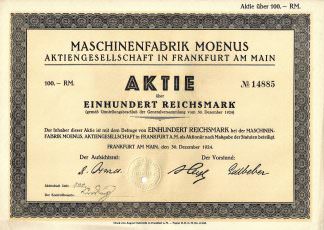 Aktie über 100.— RM.
MASCHINENFABRIK MOENUS
AKTIENGESELLSCHAFT IN FRANKFURT AM MAIN
100.— RM. AKTIE № 14885
über
EINHUNDERT REICHSMARK
(gemäß Umstellungsbeschluß der Generalversammlung vom 30. Dezember 1924)
Der Inhaber dieser Aktie ist mit dem Betrage von EINHUNDERT REICHSMARK bei der MASCHINEN-
FABRIK MOENUS, AKTIENGESELLSCHAFT in FRANKFURT A. M. als Aktionär nach Maßgabe der Statuten beteiligt.
FRANKFURT AM MAIN, den 30. Dezember 1924.
Der Aufsichtsrat: Der Vorstand:
Der Kontrollbeamte: